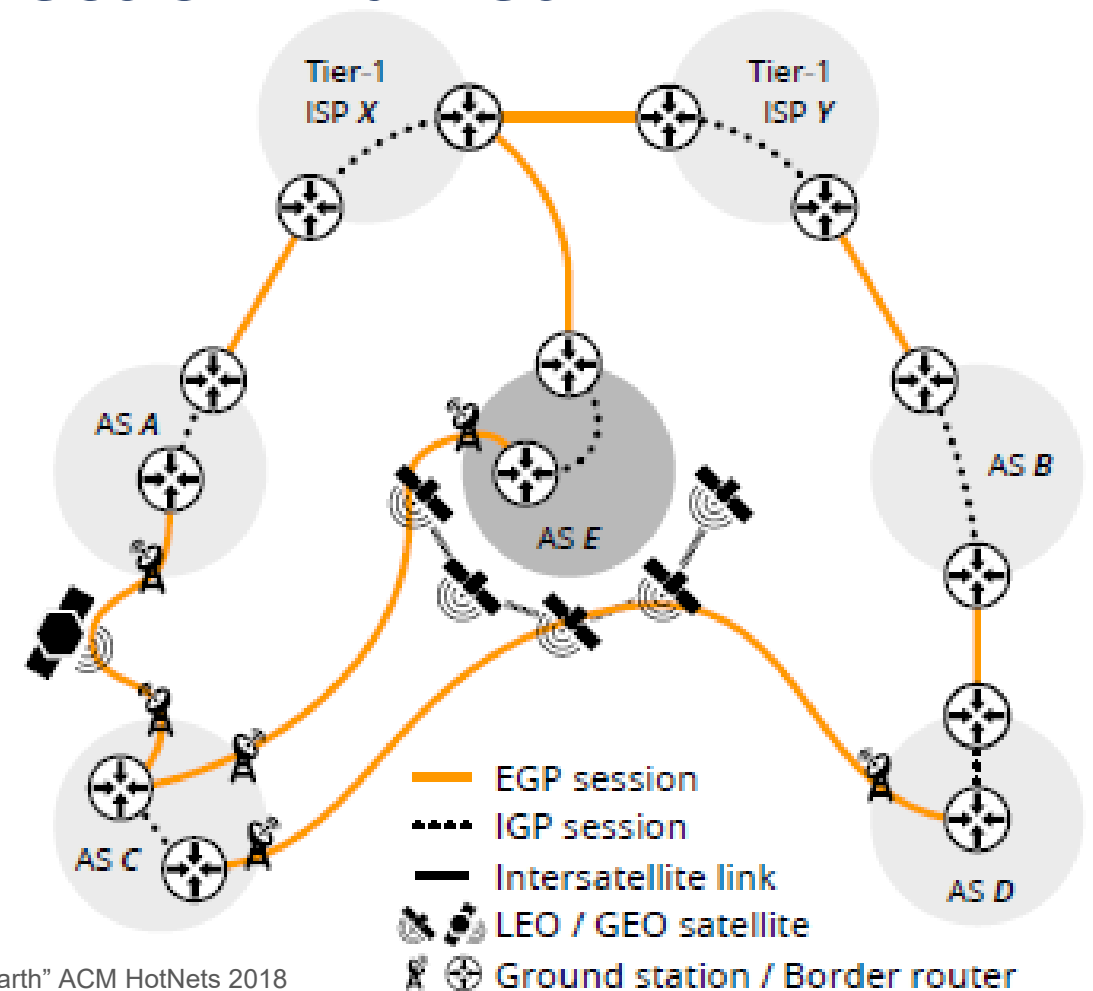 Tier-1
ISP X
Tier-1
ISP Y
AS A
AS B
AS E
EGP session
IGP session
Intersatellite link
LEO / GEO satellite
Ground station / Border router
AS C
AS D
arth” ACM HotNets 2018